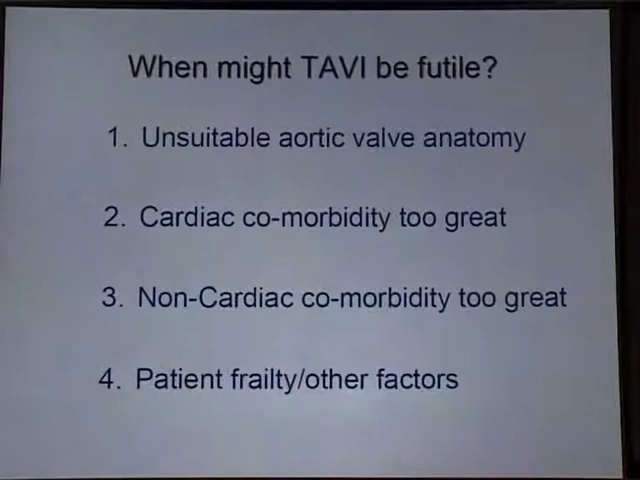 When might TAVI be futile?
1. Unsuitable aortic valve anatomy
2. Cardiac co-morbidity too great
3. Non-Cardiac co-morbidity too great
4. Patient frailty/other factors